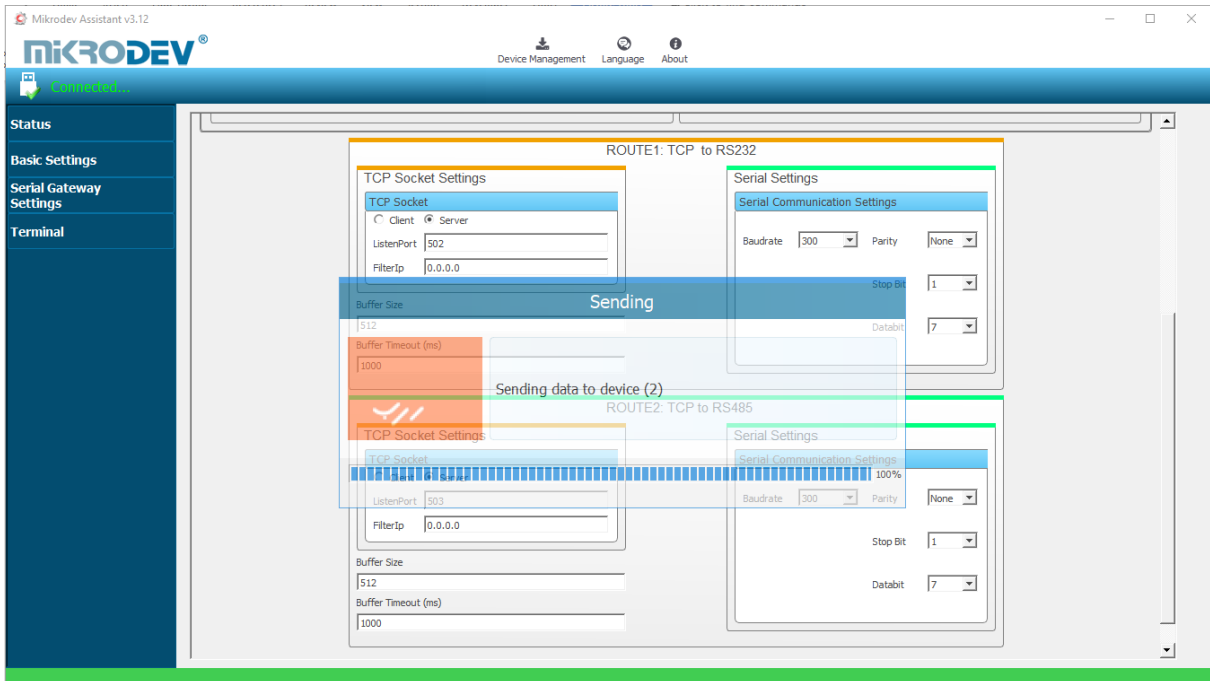 Mikrodev Assistant v3.12
MIKRODEV®
Device Management
Language
About
Connected...
Status
Basic Settings
Serial Gateway
Settings
Terminal
ROUTE1: TCP to RS232
TCP Socket Settings
TCP Socket
Client
Server
ListenPort
502
FilterIp
0.0.0.0
Buffer Size
512
Buffer Timeout (ms)
1000
Serial Settings
Serial Communication Settings
Baudrate
300
Parity
None
Stop Bit
1
Databit
7
Sending
Sending data to device (2)
100%
ROUTE2: TCP to RS485
TCP Socket Settings
TCP Socket
Client
Server
ListenPort
503
FilterIp
0.0.0.0
Buffer Size
512
Buffer Timeout (ms)
1000
Serial Settings
Serial Communication Settings
Baudrate
300
Parity
None
Stop Bit
1
Databit
7